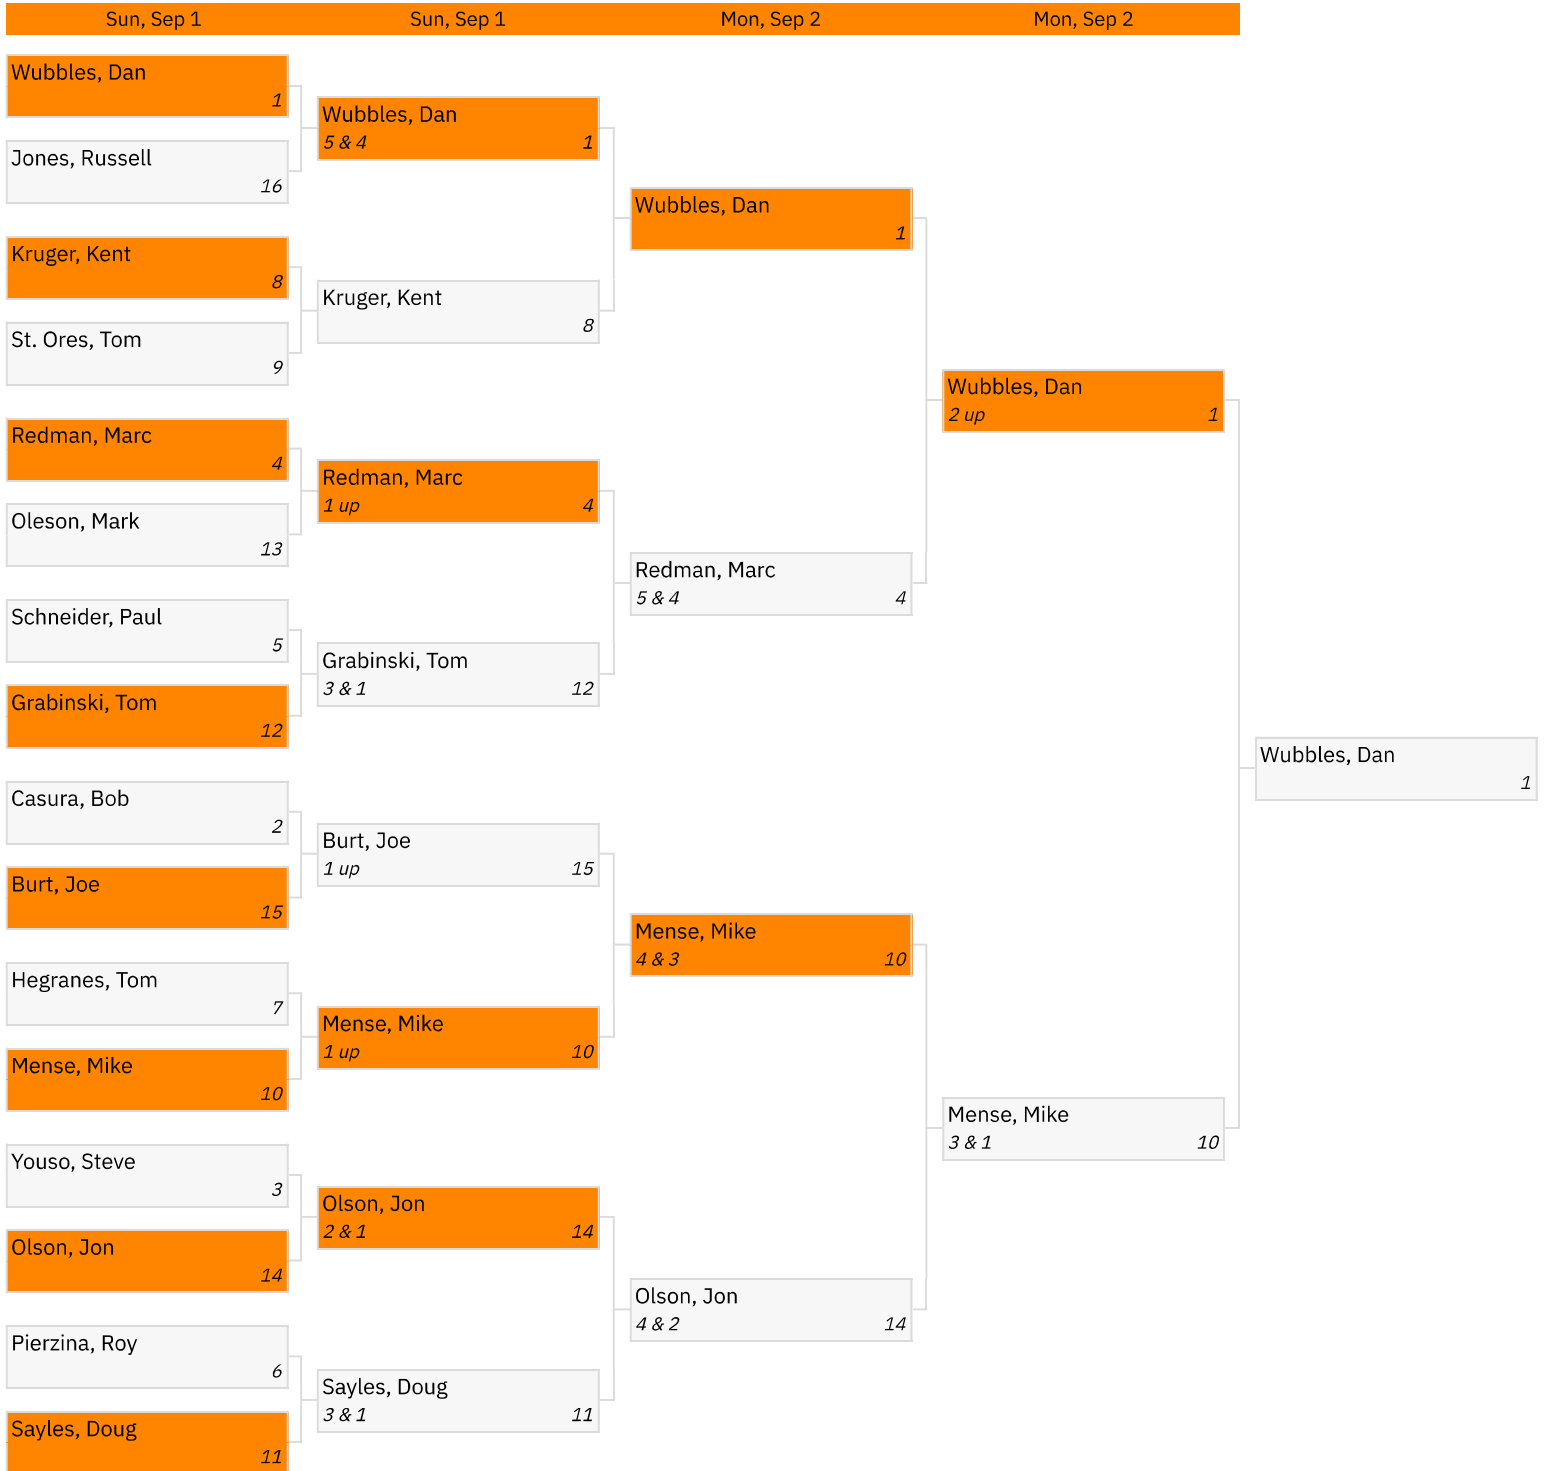 Sun, Sep 1
Sun, Sep 1
Mon, Sep 2
Mon, Sep 2
Wubbles, Dan
1
Jones, Russell
16
Kruger, Kent
8
St. Ores, Tom
9
Redman, Marc
4
Oleson, Mark
13
Schneider, Paul
5
Grabinski, Tom
12
Casura, Bob
2
Burt, Joe
15
Hegranes, Tom
7
Mense, Mike
10
Youso, Steve
3
Olson, Jon
14
Pierzina, Roy
6
Sayles, Doug
11
Wubbles, Dan
5 & 4 1
Kruger, Kent
8
Redman, Marc
1 up 4
Grabinski, Tom
3 & 1 12
Burt, Joe
1 up 15
Mense, Mike
1 up 10
Olson, Jon
2 & 1 14
Sayles, Doug
3 & 1 11
Wubbles, Dan
1
Redman, Marc
5 & 4 4
Mense, Mike
4 & 3 10
Olson, Jon
4 & 2 14
Wubbles, Dan
2 up 1
Mense, Mike
3 & 1 10
Wubbles, Dan
1